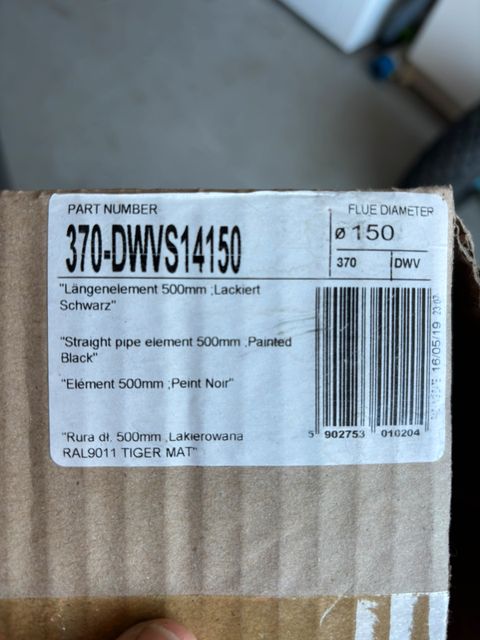 PART NUMBER
FLUE DIAMETER
370-DWVS14150
ø 150
370
DWV
"Längenelement 500mm ;Lackiert
Schwarz"
"Straight pipe element 500mm ;Painted
Black"
"Elément 500mm ;Peint Noir"
"Rura dł. 500mm ;Lakierowana
RAL9011 TIGER MAT"
5 902753 010204
16/05/19 23:07